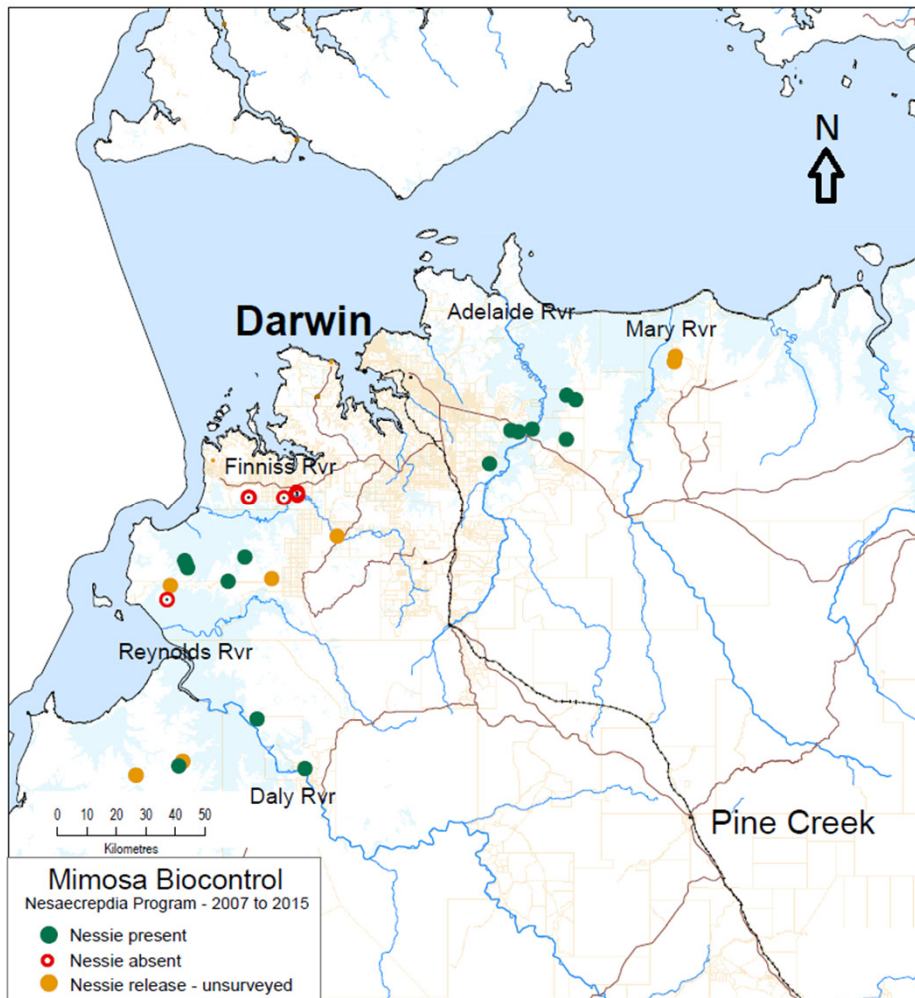 N
Darwin
Adelaide Rvr
Mary Rvr
Finniss Rvr
Reynolds Rvr
Daly Rvr
Pine Creek
0 10 20 30 40 50
Kilometres
Mimosa Biocontrol
Nesaecrepdia Program - 2007 to 2015
Nessie present
Nessie absent
Nessie release - unsurveyed